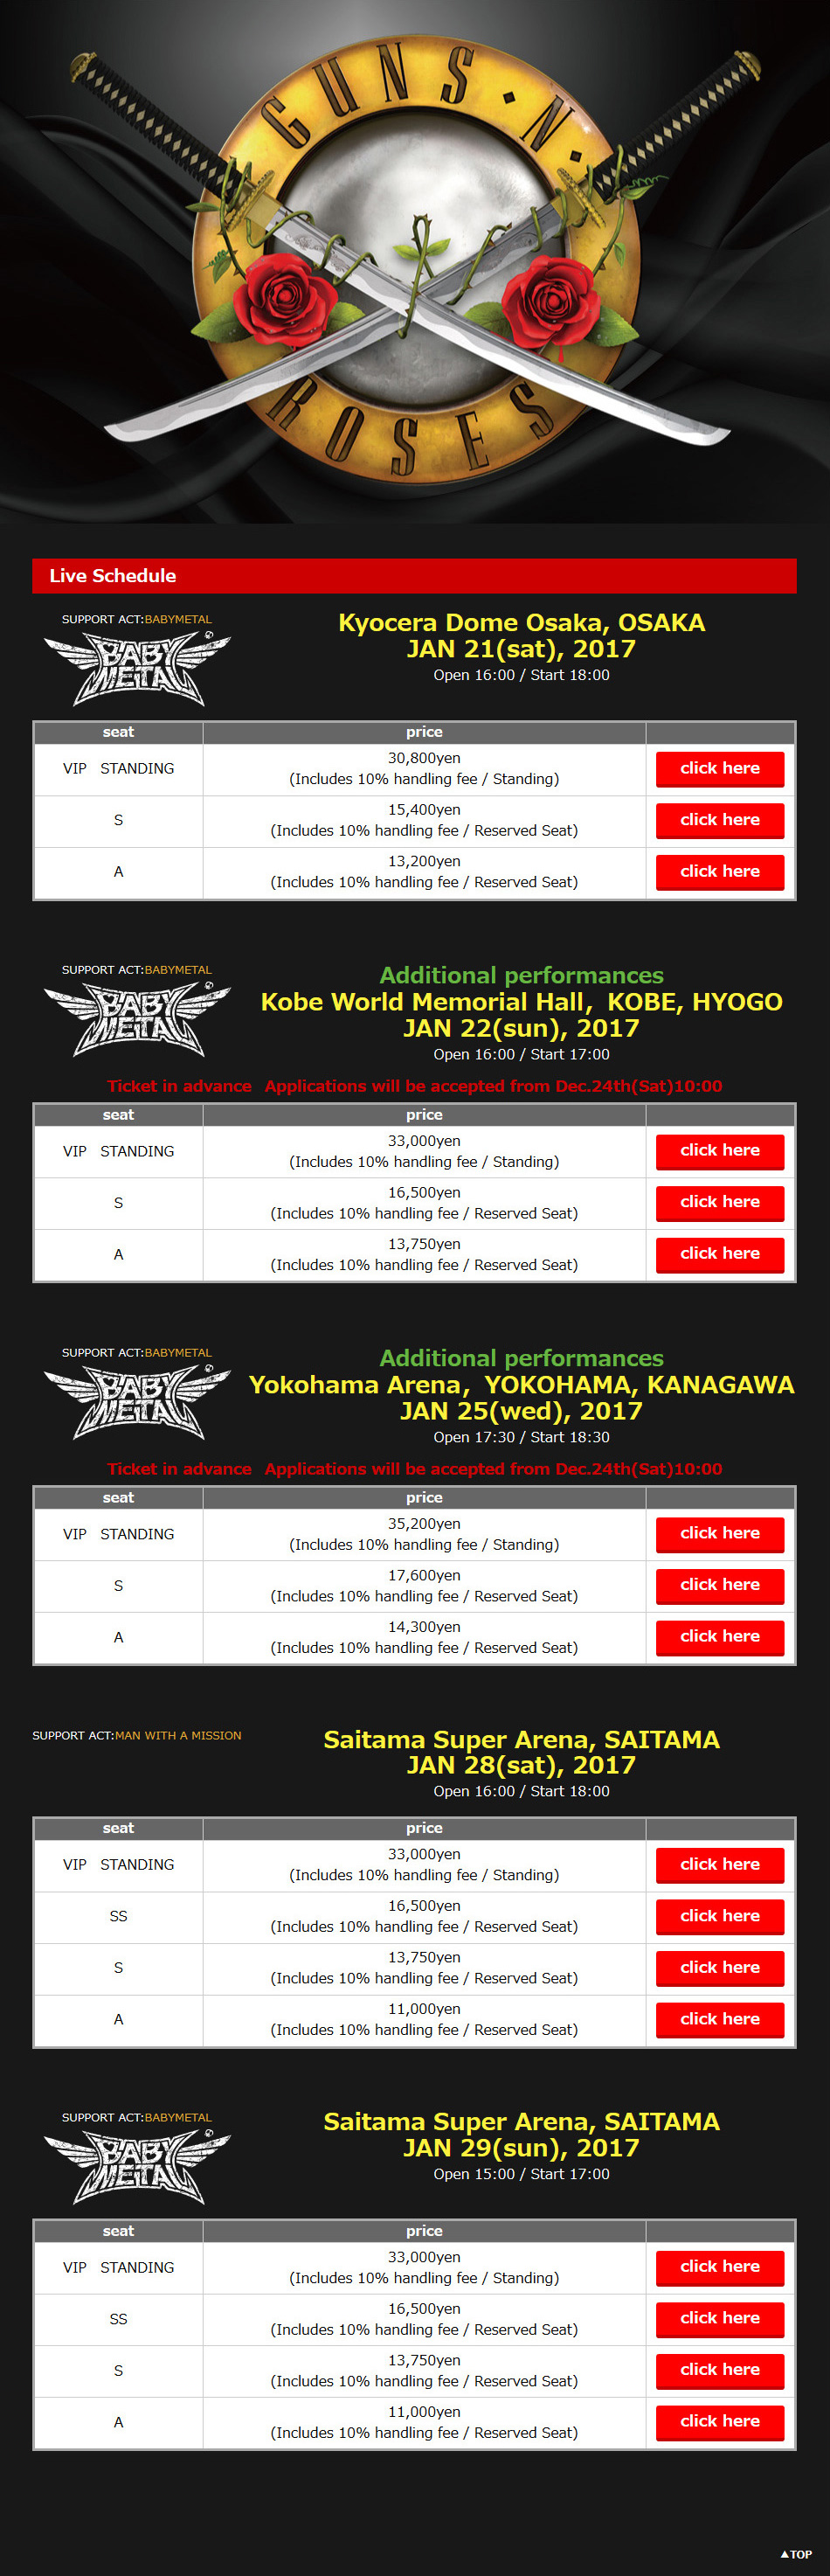 GUNS · N ·
ROSES
Live Schedule
SUPPORT ACT:BABYMETAL
BABY
METAL
Kyocera Dome Osaka, OSAKA
JAN 21(sat), 2017
Open 16:00 / Start 18:00
seat price
VIP　STANDING 30,800yen
(Includes 10% handling fee / Standing) click here
S 15,400yen
(Includes 10% handling fee / Reserved Seat) click here
A 13,200yen
(Includes 10% handling fee / Reserved Seat) click here
SUPPORT ACT:BABYMETAL
BABY
METAL
Additional performances
Kobe World Memorial Hall，KOBE, HYOGO
JAN 22(sun), 2017
Open 16:00 / Start 17:00
Ticket in advance　Applications will be accepted from Dec.24th(Sat)10:00
seat price
VIP　STANDING 33,000yen
(Includes 10% handling fee / Standing) click here
S 16,500yen
(Includes 10% handling fee / Reserved Seat) click here
A 13,750yen
(Includes 10% handling fee / Reserved Seat) click here
SUPPORT ACT:BABYMETAL
BABY
METAL
Additional performances
Yokohama Arena，YOKOHAMA, KANAGAWA
JAN 25(wed), 2017
Open 17:30 / Start 18:30
Ticket in advance　Applications will be accepted from Dec.24th(Sat)10:00
seat price
VIP　STANDING 35,200yen
(Includes 10% handling fee / Standing) click here
S 17,600yen
(Includes 10% handling fee / Reserved Seat) click here
A 14,300yen
(Includes 10% handling fee / Reserved Seat) click here
SUPPORT ACT:MAN WITH A MISSION
Saitama Super Arena, SAITAMA
JAN 28(sat), 2017
Open 16:00 / Start 18:00
seat price
VIP　STANDING 33,000yen
(Includes 10% handling fee / Standing) click here
SS 16,500yen
(Includes 10% handling fee / Reserved Seat) click here
S 13,750yen
(Includes 10% handling fee / Reserved Seat) click here
A 11,000yen
(Includes 10% handling fee / Reserved Seat) click here
SUPPORT ACT:BABYMETAL
BABY
METAL
Saitama Super Arena, SAITAMA
JAN 29(sun), 2017
Open 15:00 / Start 17:00
seat price
VIP　STANDING 33,000yen
(Includes 10% handling fee / Standing) click here
SS 16,500yen
(Includes 10% handling fee / Reserved Seat) click here
S 13,750yen
(Includes 10% handling fee / Reserved Seat) click here
A 11,000yen
(Includes 10% handling fee / Reserved Seat) click here
▲TOP